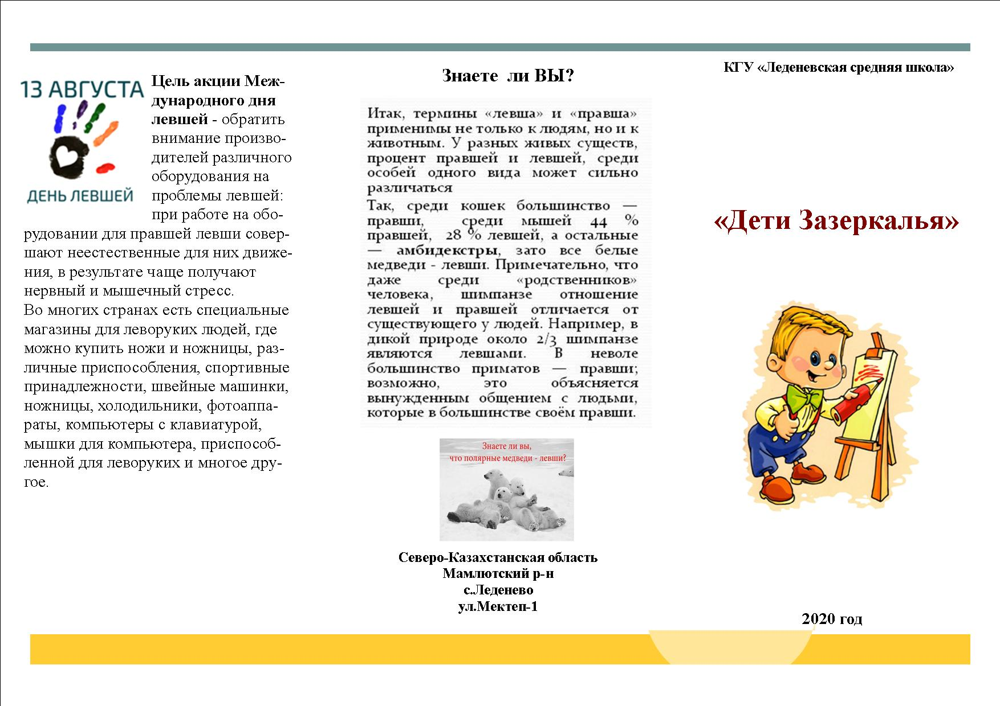 13 АВГУСТА
ДЕНЬ ЛЕВШЕЙ
Цель акции Меж-
дународного дня
левшей - обратить
внимание произво-
дителей различного
оборудования на
проблемы левшей:
при работе на обо-
рудовании для правшей левши совер-
шают неестественные для них движе-
ния, в результате чаще получают
нервный и мышечный стресс.
Во многих странах есть специальные
магазины для леворуких людей, где
можно купить ножи и ножницы, раз-
личные приспособления, спортивные
принадлежности, швейные машинки,
ножницы, холодильники, фотоаппа-
раты, компьютеры с клавиатурой,
мышки для компьютера, приспособ-
ленной для леворуких и многое дру-
гое.
Знаете ли ВЫ?
Итак, термины «левша» и «правша»
применимы не только к людям, но и к
животным. У разных живых существ,
процент правшей и левшей, среди
особей одного вида может сильно
различаться
Так, среди кошек большинство —
правши, среди мышей 44 %
правшей, 28 % левшей, а остальные
— амбидекстры, зато все белые
медведи - левши. Примечательно, что
даже среди «родственников»
человека, шимпанзе отношение
левшей и правшей отличается от
существующего у людей. Например, в
дикой природе около 2/3 шимпанзе
являются левшами. В неволе
большинство приматов — правши;
возможно, это объясняется
вынужденным общением с людьми,
которые в большинстве своём правши.
Знаете ли вы,
что полярные медведи - левши?
Северо-Казахстанская область
Мамлютский р-н
с.Леденево
ул.Мектеп-1
КГУ «Леденевская средняя школа»
«Дети Зазеркалья»
2020 год